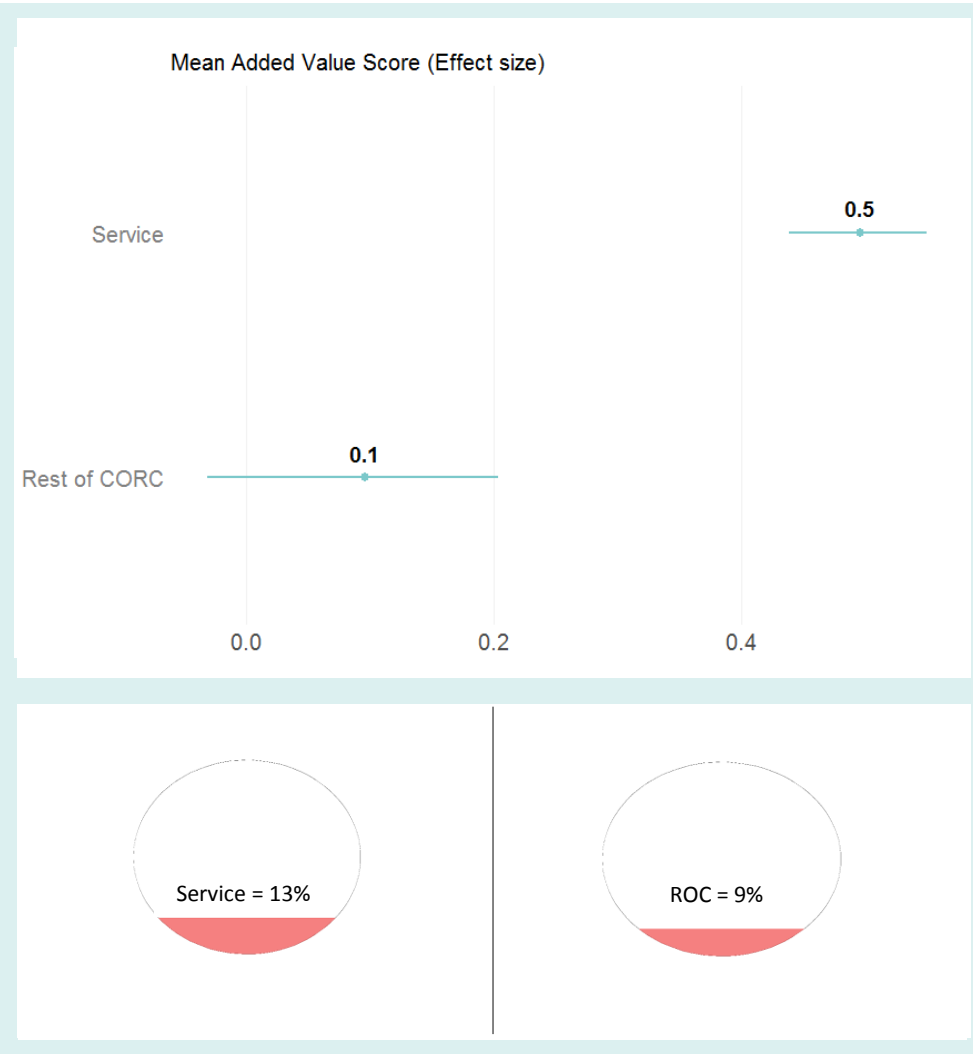 Mean Added Value Score (Effect size)
0.5
Service
0.1
Rest of CORC
0.0 0.2 0.4
Service = 13%
ROC = 9%